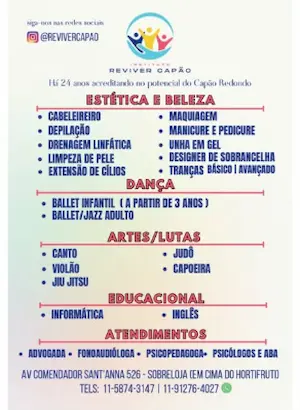 siga-nos nas redes sociais
@REVIVERCAPAO
INSTITUTO
REVIVER CAPÃO
Há 24 anos acreditando no potencial do Capão Redondo
ESTÉTICA E BELEZA
• CABELEIREIRO
• DEPILAÇÃO
• DRENAGEM LINFÁTICA
• LIMPEZA DE PELE
• EXTENSÃO DE CÍLIOS
• MAQUIAGEM
• MANICURE E PEDICURE
• UNHA EM GEL
• DESIGNER DE SOBRANCELHA
• TRANÇAS BÁSICO | AVANÇADO
DANÇA
• BALLET INFANTIL ( A PARTIR DE 3 ANOS )
• BALLET/JAZZ ADULTO
ARTES/LUTAS
• CANTO
• VIOLÃO
• JIU JITSU
• JUDÔ
• CAPOEIRA
EDUCACIONAL
• INFORMÁTICA
• INGLÊS
ATENDIMENTOS
• ADVOGADA • FONOAUDIÓLOGA • PSICOPEDAGOGA • PSICÓLOGOS E ABA
AV COMENDADOR SANT'ANNA 526 - SOBRELOJA (EM CIMA DO HORTIFRUTI)
TELS: 11-5874-3147 | 11-91276-4027